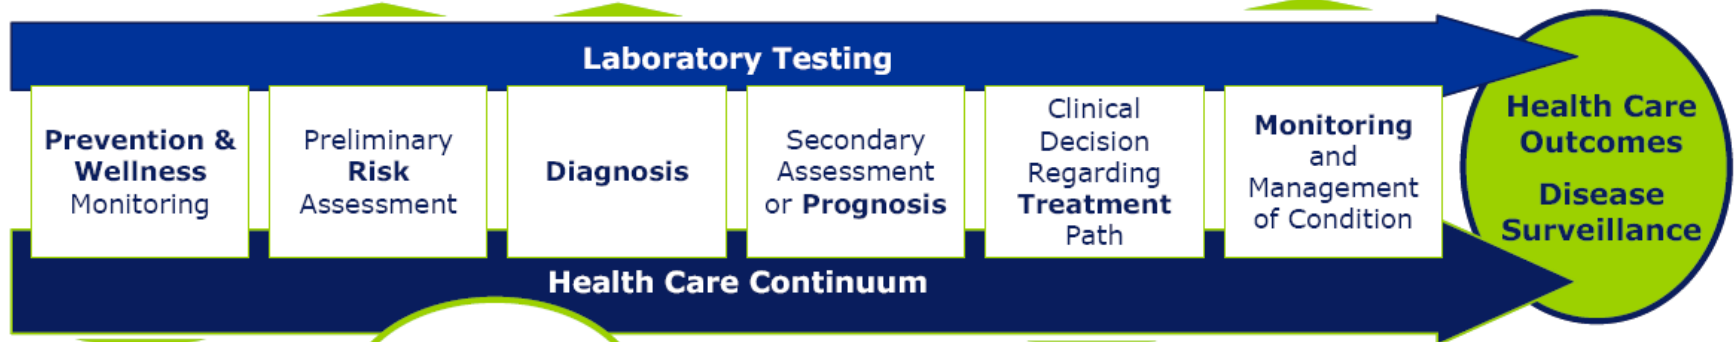 Laboratory Testing
Prevention &
Wellness
Monitoring
Preliminary
Risk
Assessment
Diagnosis
Secondary
Assessment
or Prognosis
Clinical
Decision
Regarding
Treatment
Path
Monitoring
and
Management
of Condition
Health Care
Outcomes
Disease
Surveillance
Health Care Continuum